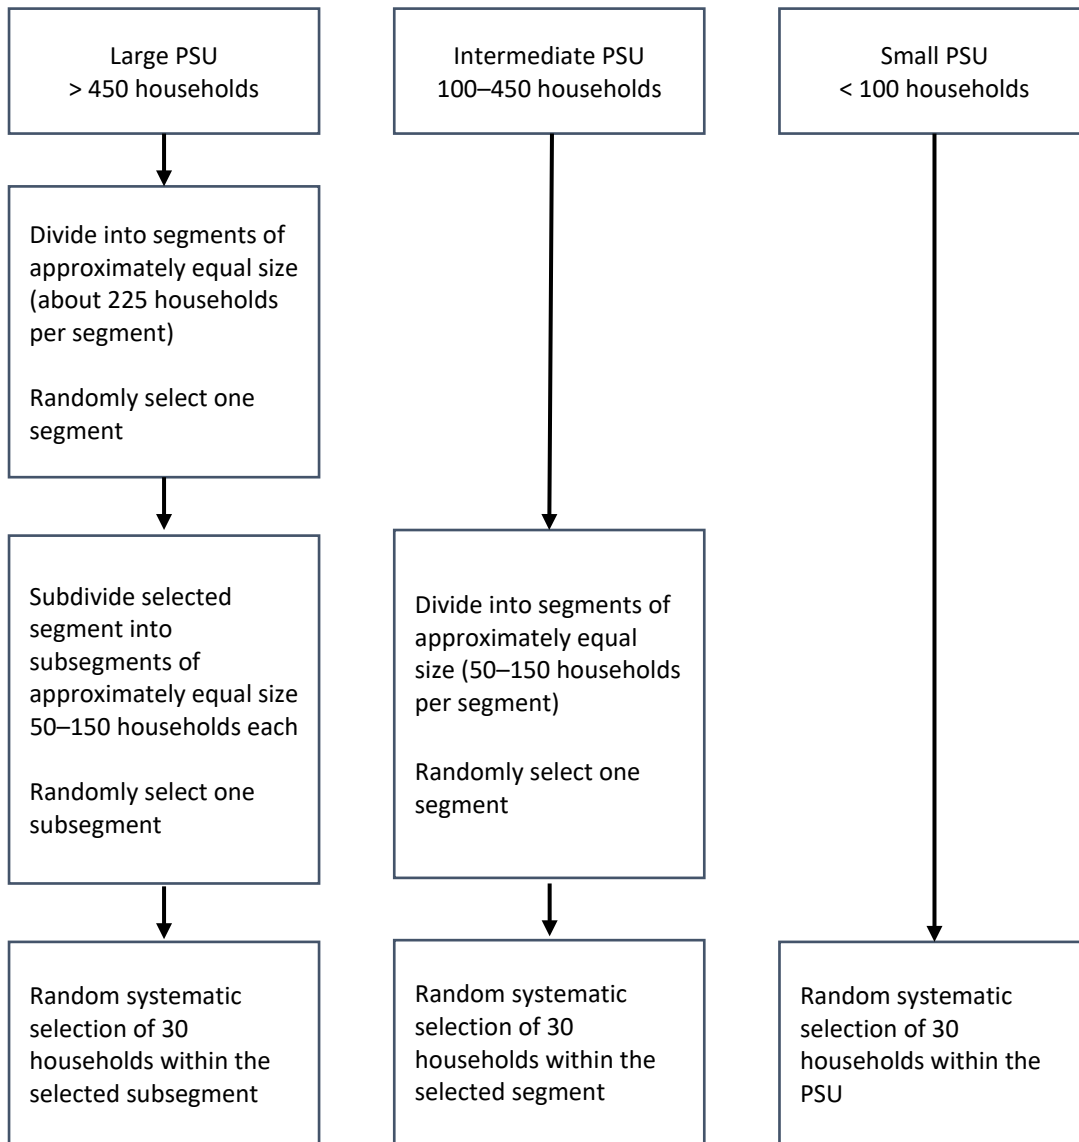 Large PSU
> 450 households
Intermediate PSU
100–450 households
Small PSU
< 100 households
Divide into segments of
approximately equal size
(about 225 households
per segment)
Randomly select one
segment
Subdivide selected
segment into
subsegments of
approximately equal size
50–150 households each
Randomly select one
subsegment
Divide into segments of
approximately equal
size (50–150 households
per segment)
Randomly select one
segment
Random systematic
selection of 30
households within the
selected subsegment
Random systematic
selection of 30
households within the
selected segment
Random systematic
selection of 30
households within the
PSU